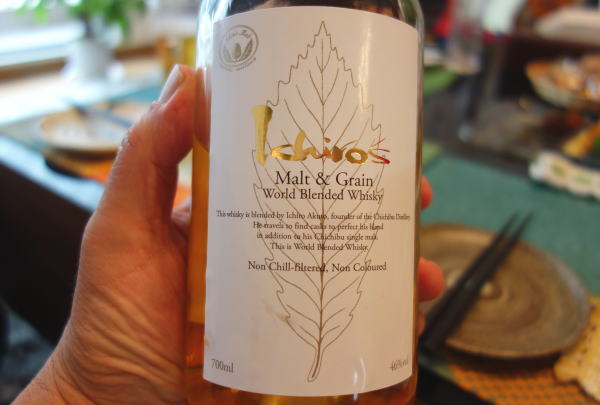 Ichiro's
Malt & Grain
World Blended Whisky
This whisky is blended by Ichiro Akuto, founder of the Chichibu Distillery.
He travels to find casks to perfect his blend
in addition to his Chichibu single malt.
This is World Blended Whisky.
Non Chill-filtered, Non Coloured
700ml
46%